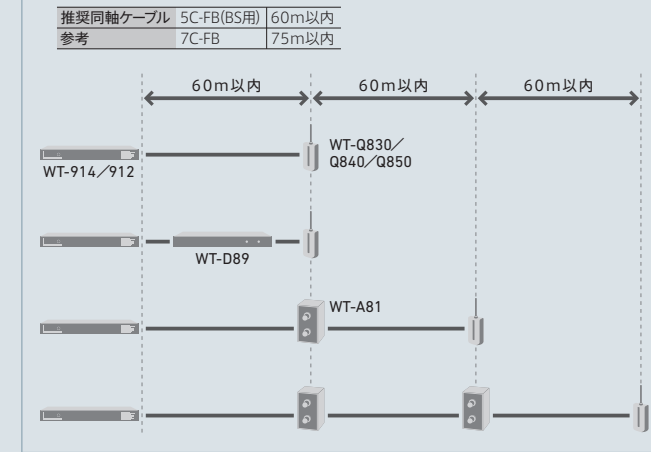 推奨同軸ケーブル 5C-FB(BS用) 60m以内
参考 7C-FB 75m以内
60m以内 60m以内 60m以内
WT-Q830／
Q840／Q850
WT-914／912
WT-D89
WT-A81